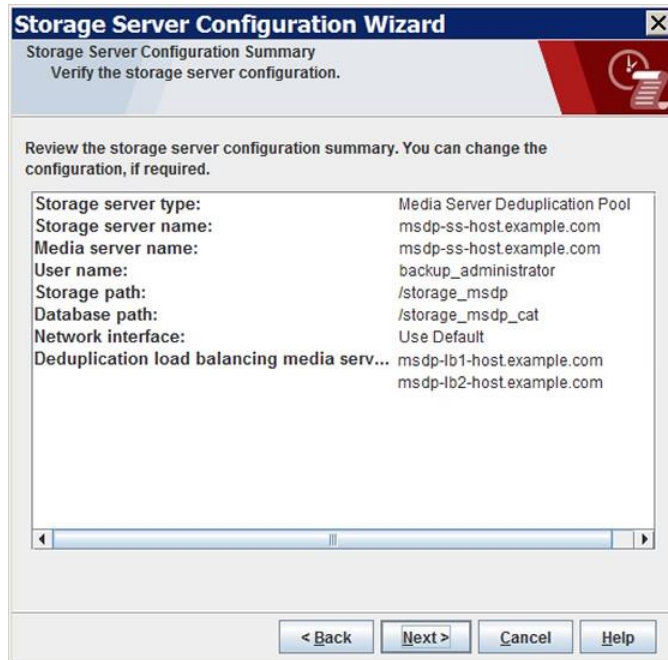 Storage Server Configuration Wizard
Storage Server Configuration Summary
Verify the storage server configuration.
Review the storage server configuration summary. You can change the
configuration, if required.
Storage server type: Media Server Deduplication Pool
Storage server name: msdp-ss-host.example.com
Media server name: msdp-ss-host.example.com
User name: backup_administrator
Storage path: /storage_msdp
Database path: /storage_msdp_cat
Network interface: Use Default
Deduplication load balancing media serv... msdp-lb1-host.example.com
msdp-lb2-host.example.com
< Back Next > Cancel Help